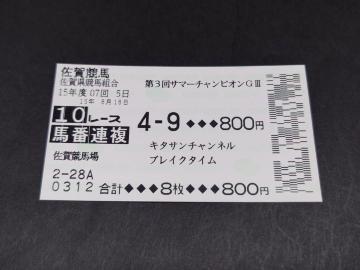 佐賀競馬
佐賀県競馬組合
15年度07回 5日
15年 8月18日
第3回サマーチャンピオンGⅢ
10レース
馬番連複
4-9◆◆◆800円
キタサンチャンネル
ブレイクタイム
佐賀競馬場
2-28A
0312 合計◆◆◆8枚◆◆◆800円